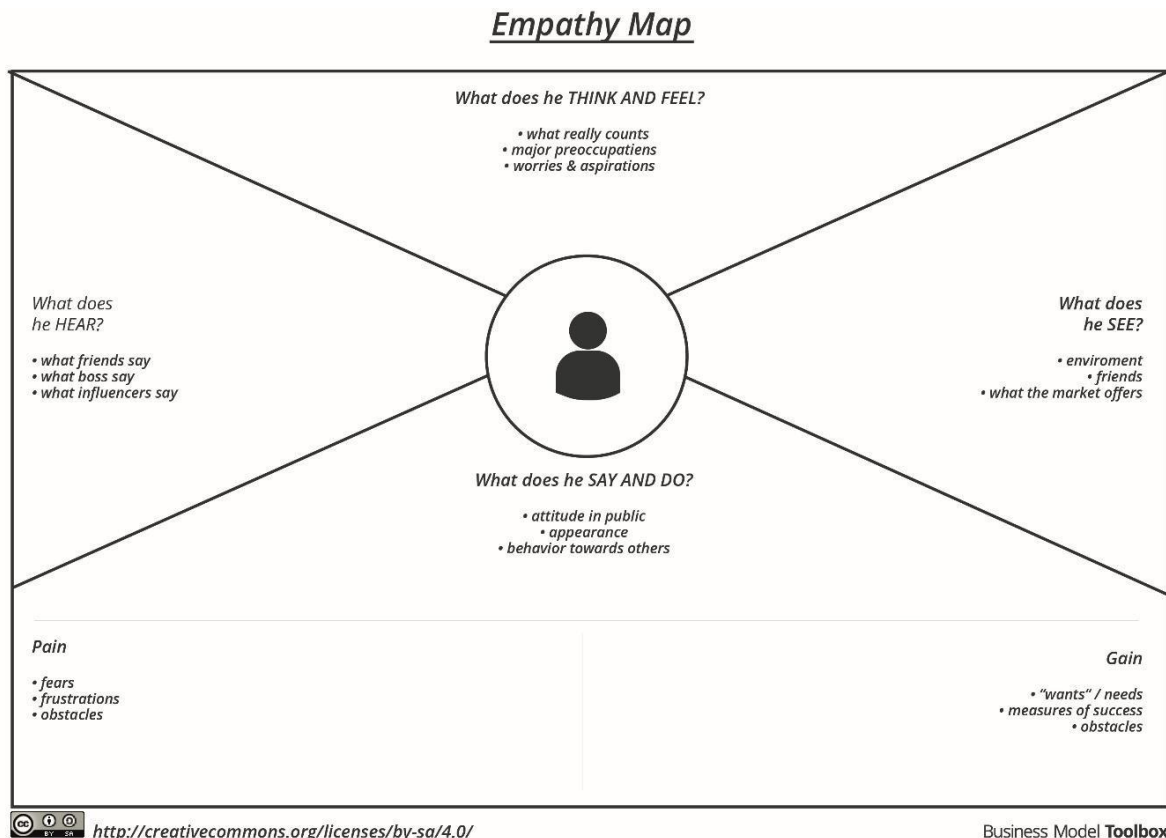 Empathy Map
What does he THINK AND FEEL?
• what really counts
• major preoccupatiens
• worries & aspirations
What does
he HEAR?
• what friends say
• what boss say
• what influencers say
What does
he SEE?
• enviroment
• friends
• what the market offers
What does he SAY AND DO?
• attitude in public
• appearance
• behavior towards others
Pain
• fears
• frustrations
• obstacles
Gain
• “wants” / needs
• measures of success
• obstacles
cc BY SA
http://creativecommons.org/licenses/by-sa/4.0/
Business Model Toolbox